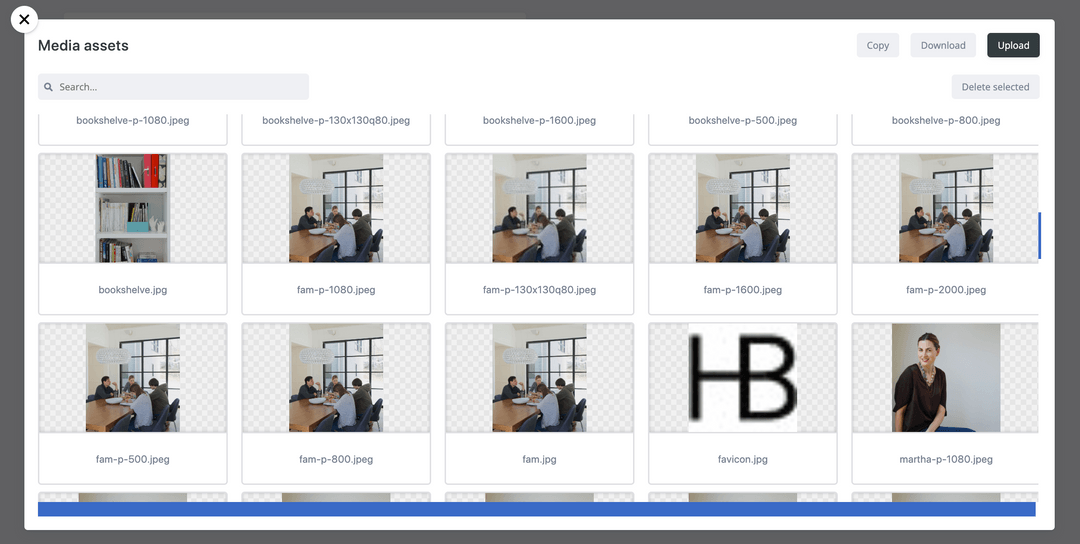 Media assets
Copy
Download
Upload
Search...
Delete selected
bookshelve-p-1080.jpeg
bookshelve-p-130x130q80.jpeg
bookshelve-p-1600.jpeg
bookshelve-p-500.jpeg
bookshelve-p-800.jpeg
bookshelve.jpg
fam-p-1080.jpeg
fam-p-130x130q80.jpeg
fam-p-1600.jpeg
fam-p-2000.jpeg
HB
fam-p-500.jpeg
fam-p-800.jpeg
fam.jpg
favicon.jpg
martha-p-1080.jpeg